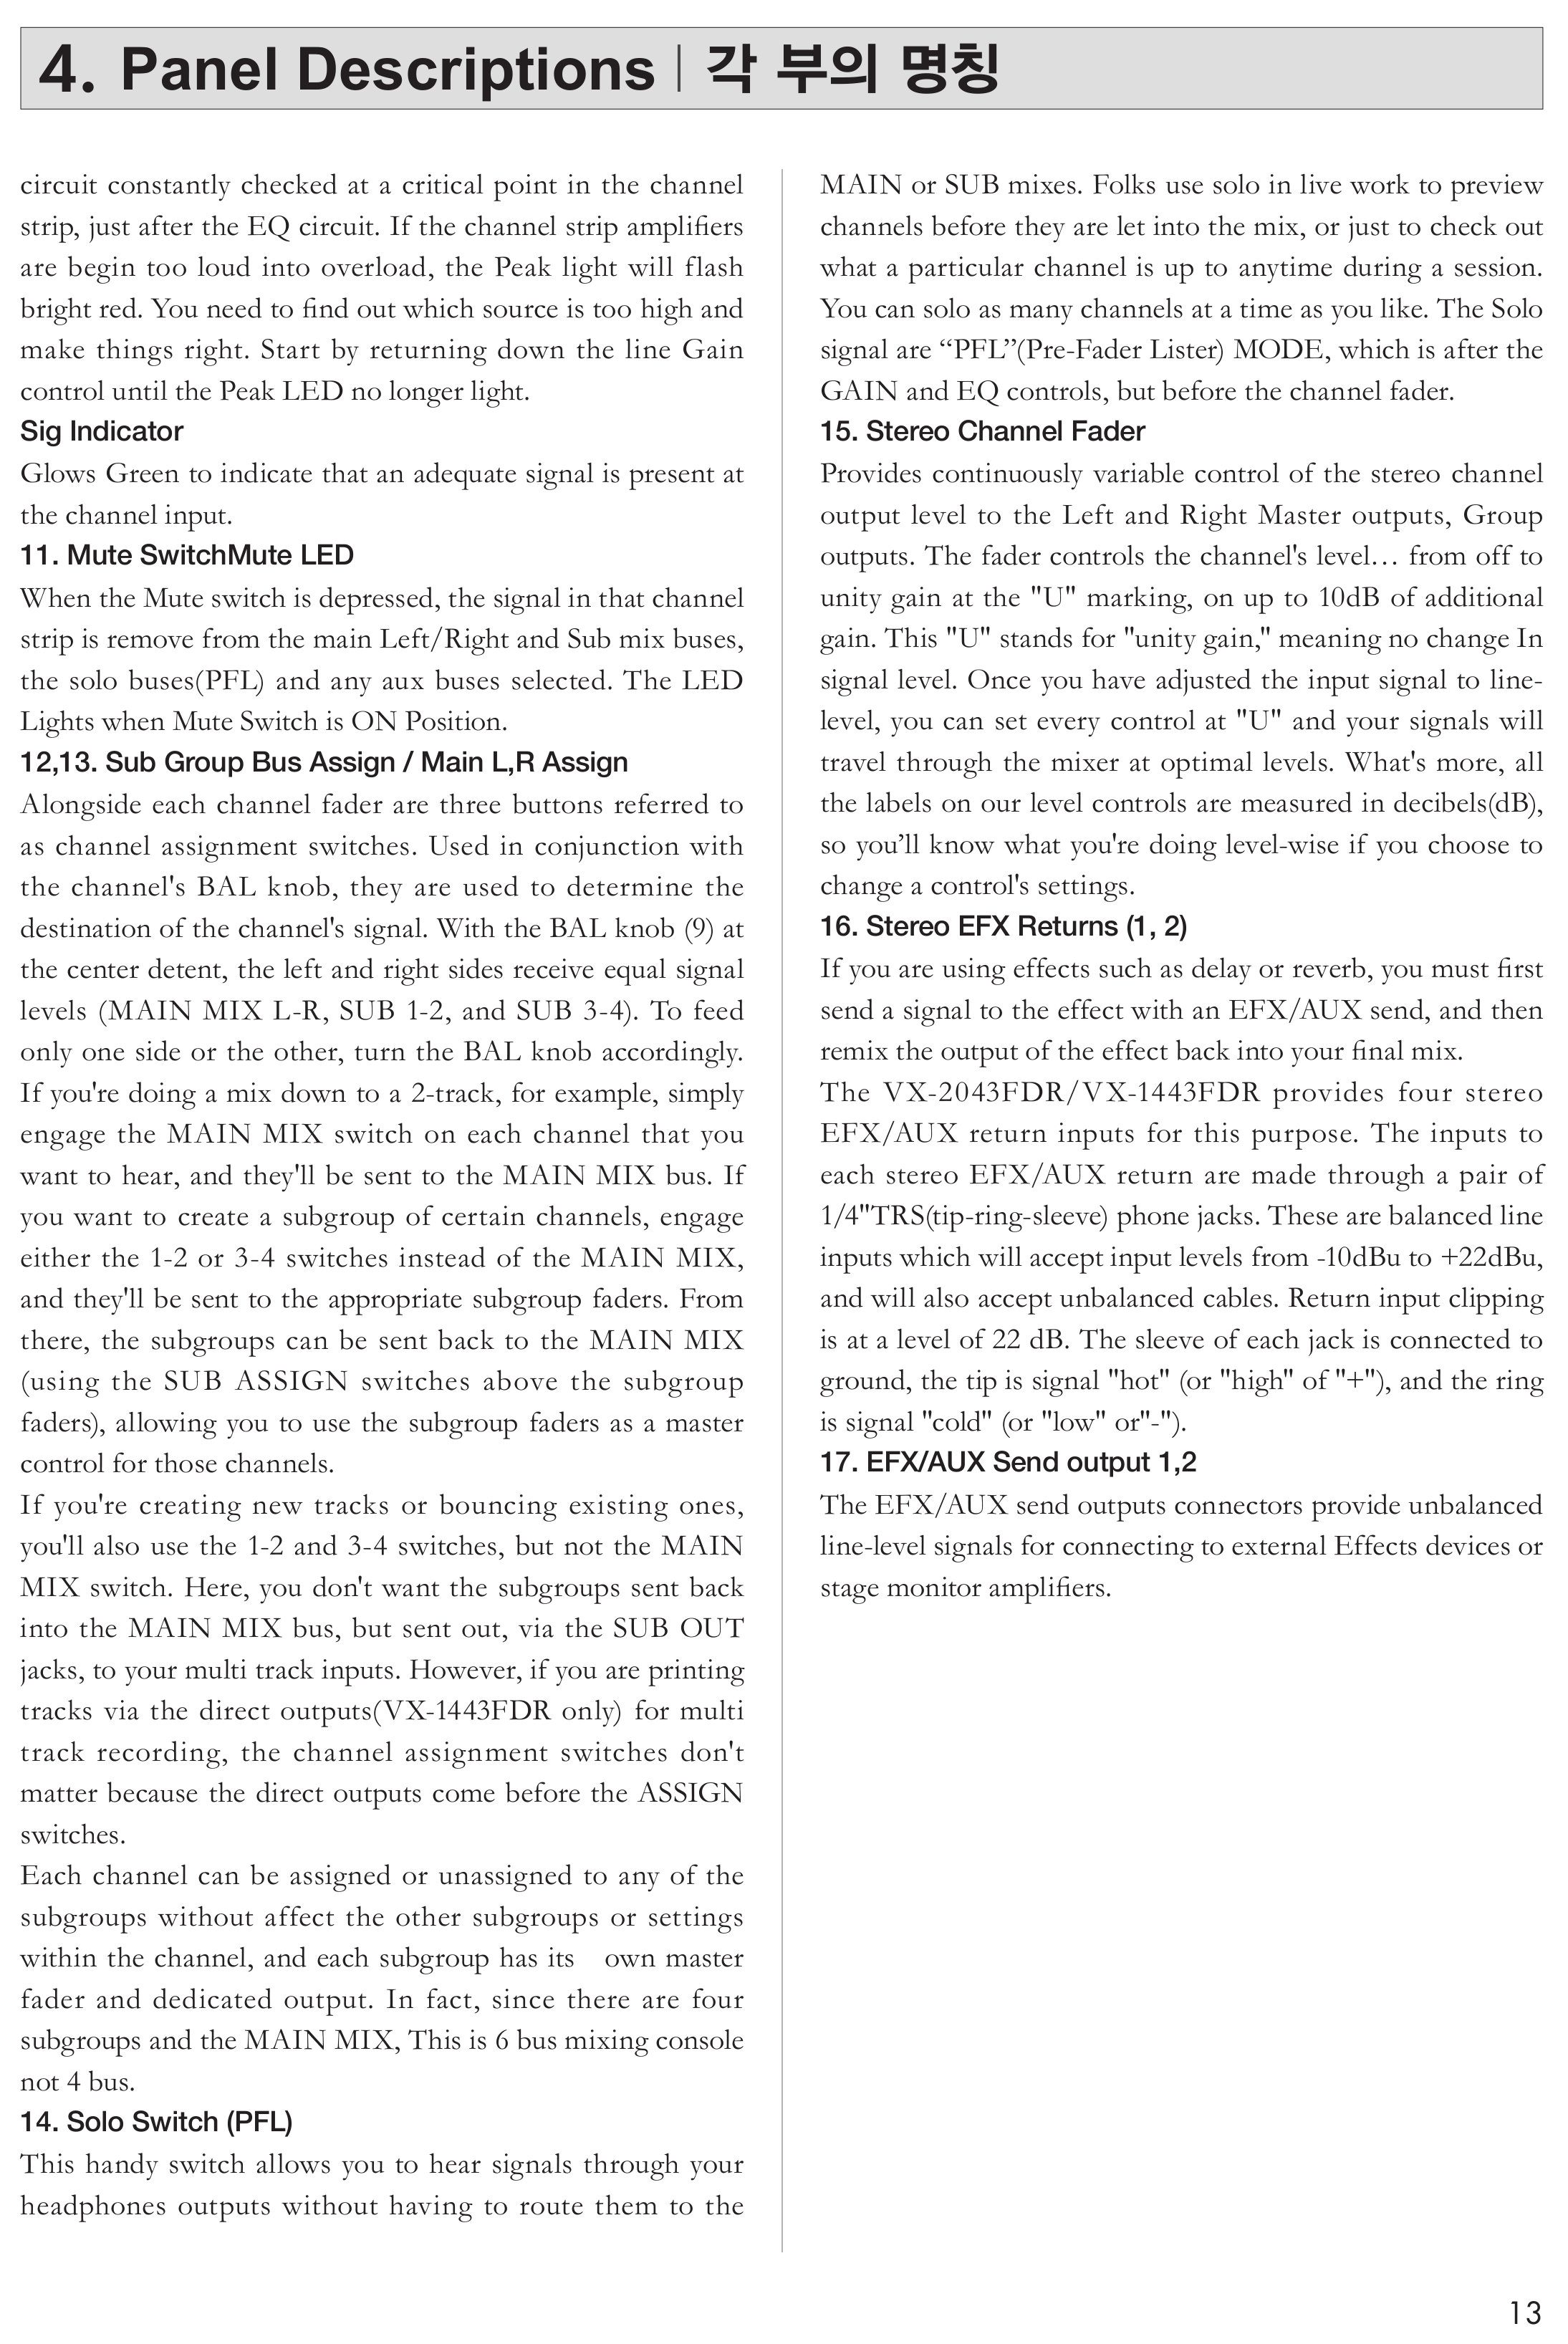 4. Panel Descriptions | 각 부의 명칭
circuit constantly checked at a critical point in the channel
strip, just after the EQ circuit. If the channel strip amplifiers
are begin too loud into overload, the Peak light will flash
bright red. You need to find out which source is too high and
make things right. Start by returning down the line Gain
control until the Peak LED no longer light.
Sig Indicator
Glows Green to indicate that an adequate signal is present at
the channel input.
11. Mute SwitchMute LED
When the Mute switch is depressed, the signal in that channel
strip is remove from the main Left/Right and Sub mix buses,
the solo buses(PFL) and any aux buses selected. The LED
Lights when Mute Switch is ON Position.
12,13. Sub Group Bus Assign / Main L,R Assign
Alongside each channel fader are three buttons referred to
as channel assignment switches. Used in conjunction with
the channel's BAL knob, they are used to determine the
destination of the channel's signal. With the BAL knob (9) at
the center detent, the left and right sides receive equal signal
levels (MAIN MIX L-R, SUB 1-2, and SUB 3-4). To feed
only one side or the other, turn the BAL knob accordingly.
If you're doing a mix down to a 2-track, for example, simply
engage the MAIN MIX switch on each channel that you
want to hear, and they'll be sent to the MAIN MIX bus. If
you want to create a subgroup of certain channels, engage
either the 1-2 or 3-4 switches instead of the MAIN MIX,
and they'll be sent to the appropriate subgroup faders. From
there, the subgroups can be sent back to the MAIN MIX
(using the SUB ASSIGN switches above the subgroup
faders), allowing you to use the subgroup faders as a master
control for those channels.
If you're creating new tracks or bouncing existing ones,
you'll also use the 1-2 and 3-4 switches, but not the MAIN
MIX switch. Here, you don't want the subgroups sent back
into the MAIN MIX bus, but sent out, via the SUB OUT
jacks, to your multi track inputs. However, if you are printing
tracks via the direct outputs(VX-1443FDR only) for multi
track recording, the channel assignment switches don't
matter because the direct outputs come before the ASSIGN
switches.
Each channel can be assigned or unassigned to any of the
subgroups without affect the other subgroups or settings
within the channel, and each subgroup has its own master
fader and dedicated output. In fact, since there are four
subgroups and the MAIN MIX, This is 6 bus mixing console
not 4 bus.
14. Solo Switch (PFL)
This handy switch allows you to hear signals through your
headphones outputs without having to route them to the
MAIN or SUB mixes. Folks use solo in live work to preview
channels before they are let into the mix, or just to check out
what a particular channel is up to anytime during a session.
You can solo as many channels at a time as you like. The Solo
signal are “PFL”(Pre-Fader Lister) MODE, which is after the
GAIN and EQ controls, but before the channel fader.
15. Stereo Channel Fader
Provides continuously variable control of the stereo channel
output level to the Left and Right Master outputs, Group
outputs. The fader controls the channel's level… from off to
unity gain at the "U" marking, on up to 10dB of additional
gain. This "U" stands for "unity gain," meaning no change In
signal level. Once you have adjusted the input signal to line-
level, you can set every control at "U" and your signals will
travel through the mixer at optimal levels. What's more, all
the labels on our level controls are measured in decibels(dB),
so you’ll know what you're doing level-wise if you choose to
change a control's settings.
16. Stereo EFX Returns (1, 2)
If you are using effects such as delay or reverb, you must first
send a signal to the effect with an EFX/AUX send, and then
remix the output of the effect back into your final mix.
The VX-2043FDR/VX-1443FDR provides four stereo
EFX/AUX return inputs for this purpose. The inputs to
each stereo EFX/AUX return are made through a pair of
1/4"TRS(tip-ring-sleeve) phone jacks. These are balanced line
inputs which will accept input levels from -10dBu to +22dBu,
and will also accept unbalanced cables. Return input clipping
is at a level of 22 dB. The sleeve of each jack is connected to
ground, the tip is signal "hot" (or "high" of "+"), and the ring
is signal "cold" (or "low" or"-").
17. EFX/AUX Send output 1,2
The EFX/AUX send outputs connectors provide unbalanced
line-level signals for connecting to external Effects devices or
stage monitor amplifiers.
13